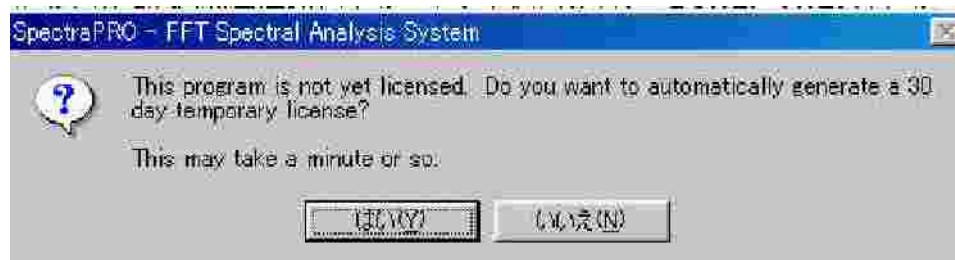 SpectraPRO - FFT Spectral Analysis System
This program is not yet licensed. Do you want to automatically generate a 30
day temporary license?
This may take a minute or so.
はい(Y)
いいえ(N)